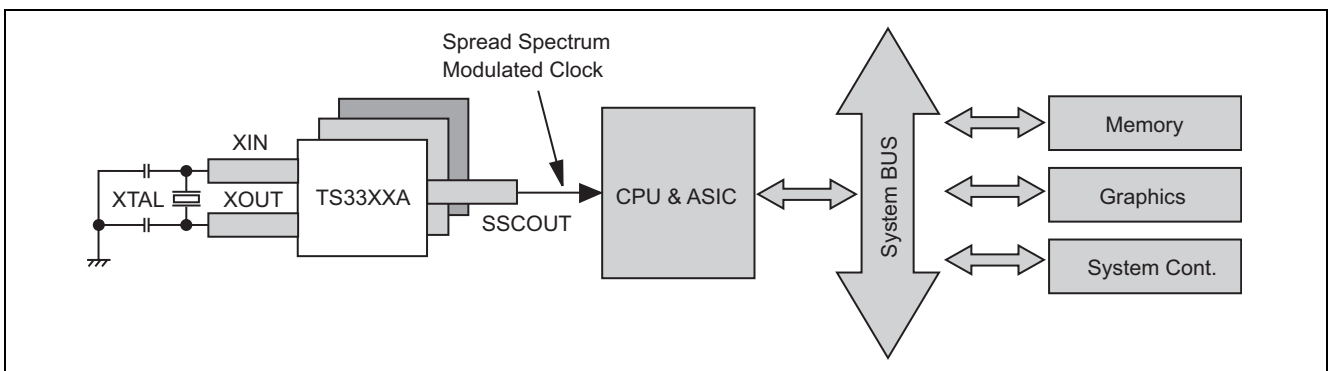 Spread Spectrum
Modulated Clock
XIN
XTAL
XOUT
TS33XXA
SSCOUT
CPU & ASIC
System BUS
Memory
Graphics
System Cont.